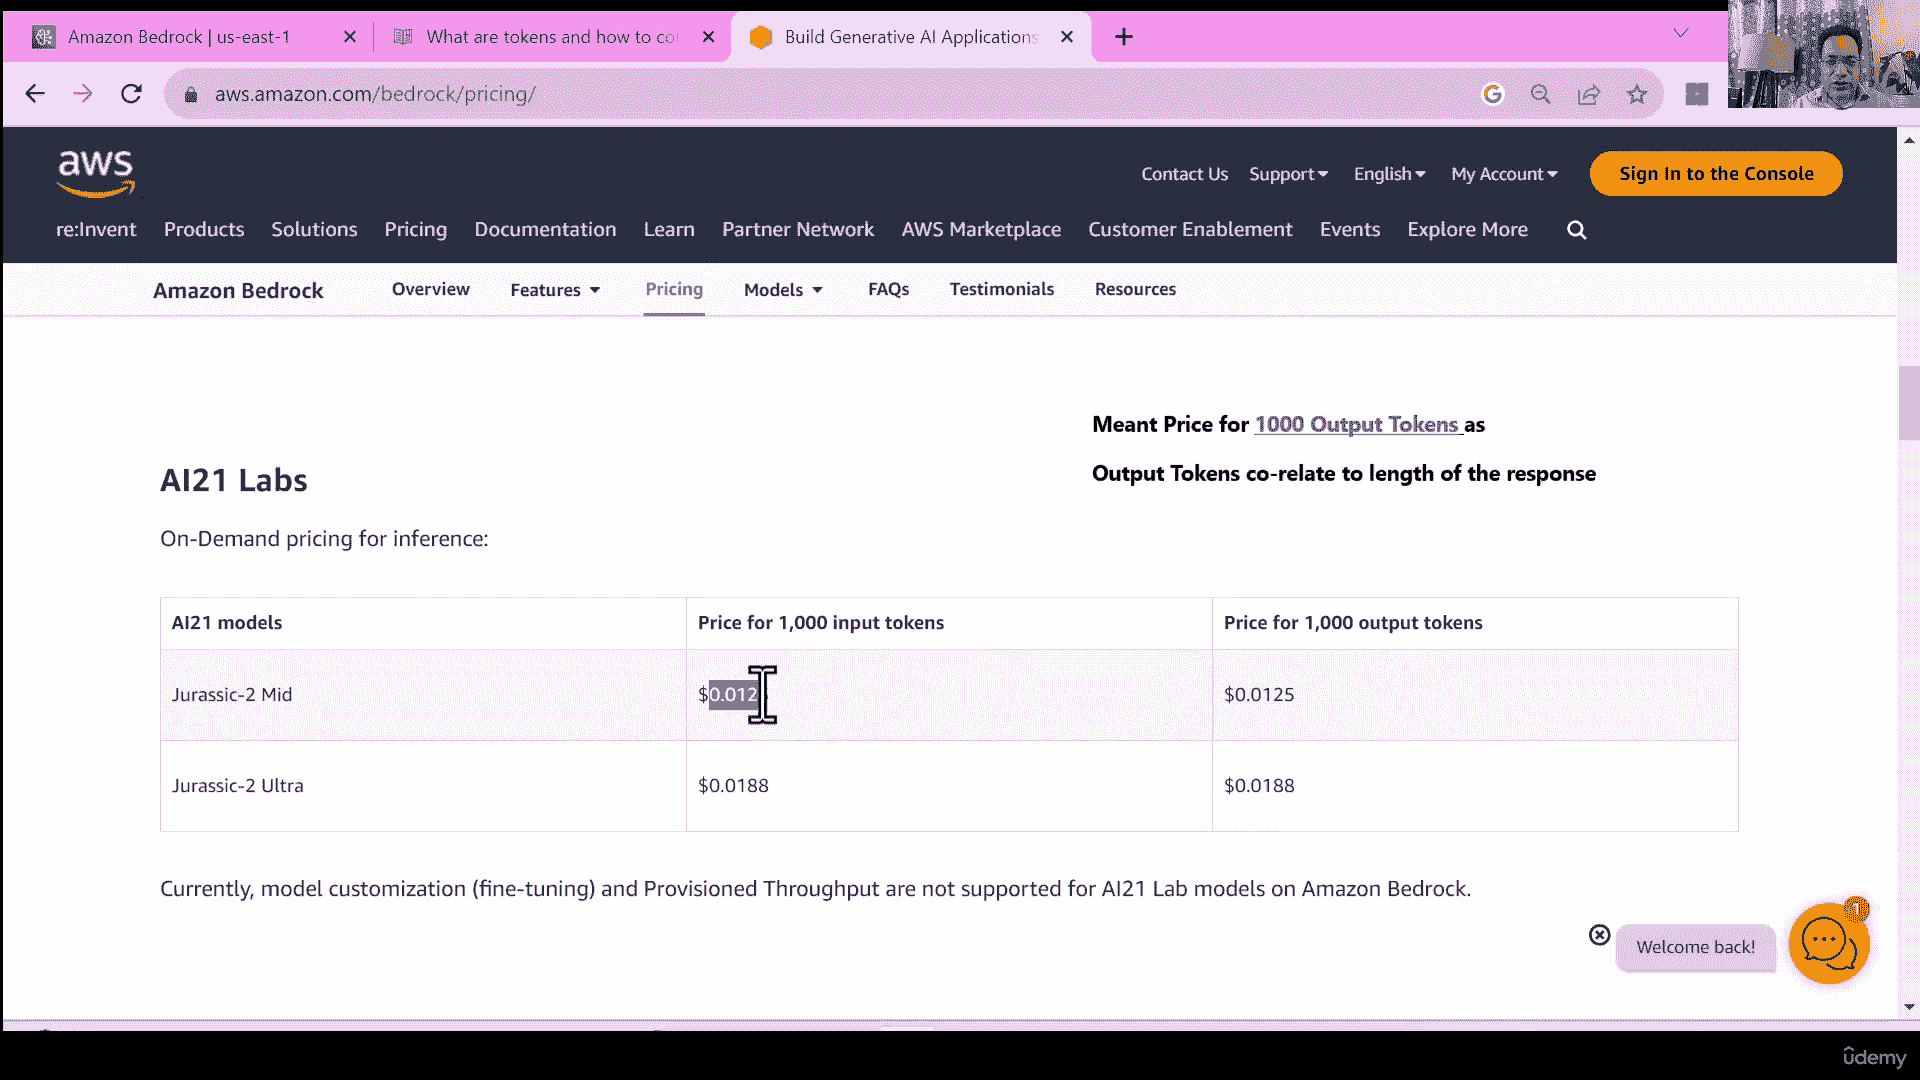 Amazon Bedrock | us-east-1
What are tokens and how to co
Build Generative AI Applications
aws.amazon.com/bedrock/pricing/
aws
Contact Us Support English My Account Sign In to the Console
re:Invent Products Solutions Pricing Documentation Learn Partner Network AWS Marketplace Customer Enablement Events Explore More
Amazon Bedrock Overview Features Pricing Models FAQs Testimonials Resources
Meant Price for 1000 Output Tokens as
Output Tokens co-relate to length of the response
AI21 Labs
On-Demand pricing for inference:
AI21 models Price for 1,000 input tokens Price for 1,000 output tokens
Jurassic-2 Mid $0.012 $0.0125
Jurassic-2 Ultra $0.0188 $0.0188
Currently, model customization (fine-tuning) and Provisioned Throughput are not supported for AI21 Lab models on Amazon Bedrock.
1
Welcome back!
ûdemy